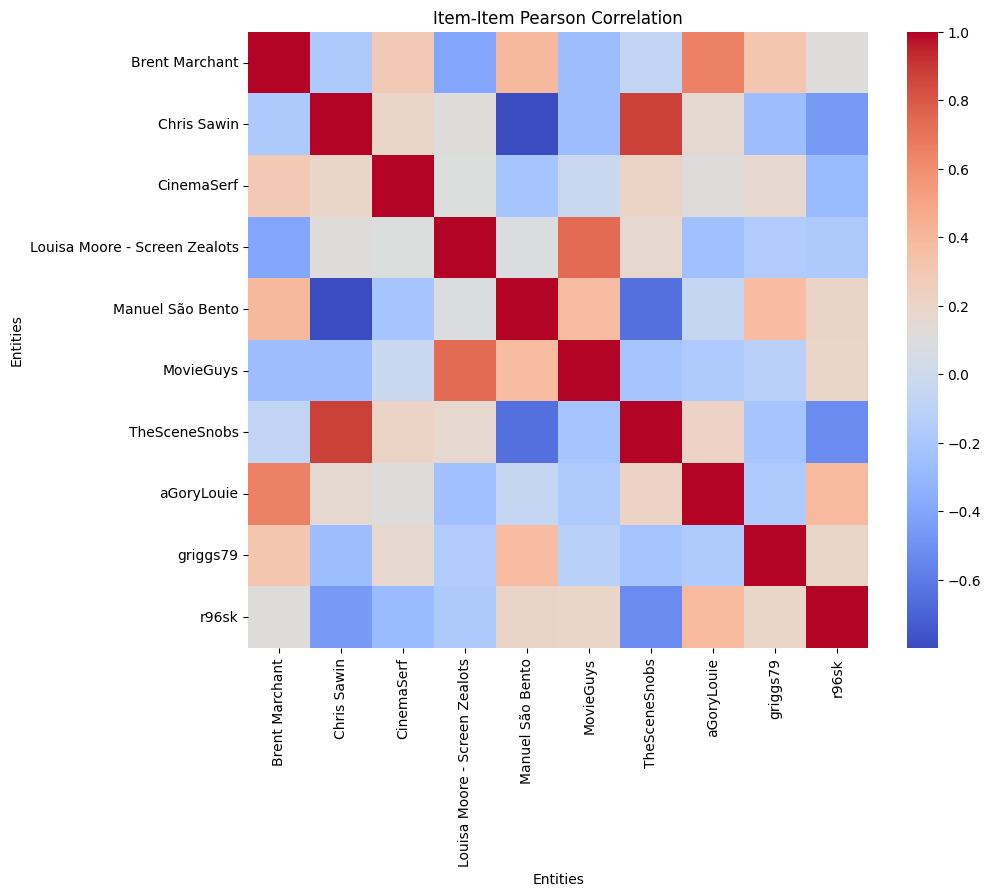 Item-Item Pearson Correlation
Entities
Brent Marchant
Chris Sawin
CinemaSerf
Louisa Moore - Screen Zealots
Manuel São Bento
MovieGuys
TheSceneSnobs
aGoryLouie
griggs79
r96sk
Brent Marchant
Chris Sawin
CinemaSerf
Louisa Moore - Screen Zealots
Manuel São Bento
MovieGuys
TheSceneSnobs
aGoryLouie
griggs79
r96sk
Entities
1.0
0.8
0.6
0.4
0.2
0.0
−0.2
−0.4
−0.6